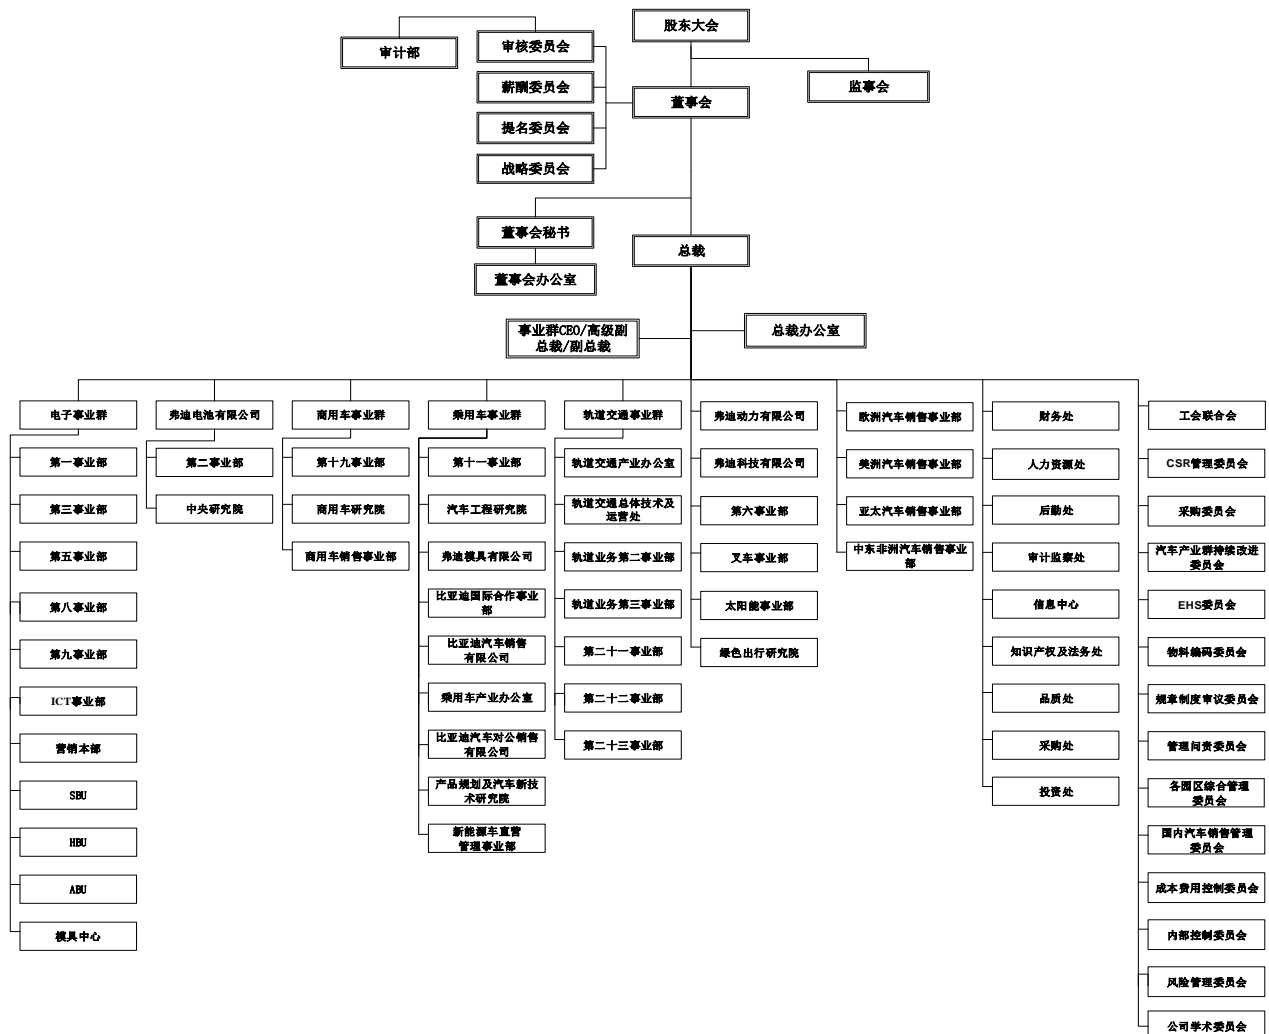 股东大会
审计部
审核委员会
监事会
薪酬委员会
董事会
提名委员会
战略委员会
董事会秘书
总裁
董事会办公室
事业群CEO/高级副
总裁/副总裁
总裁办公室
电子事业群
第一事业部
第三事业部
第五事业部
第八事业部
第九事业部
ICT事业部
营销本部
SBU
HBU
ABU
模具中心
弗迪电池有限公司
第二事业部
中央研究院
商用车事业群
第十九事业部
商用车研究院
商用车销售事业部
乘用车事业群
第十一事业部
汽车工程研究院
弗迪模具有限公司
比亚迪国际合作事业
部
比亚迪汽车销售
有限公司
乘用车产业办公室
比亚迪汽车对公销售
有限公司
产品规划及汽车新技
术研究院
新能源车直营
管理事业部
轨道交通事业群
轨道交通产业办公室
轨道交通总体技术及
运营处
轨道业务第二事业部
轨道业务第三事业部
第二十一事业部
第二十二事业部
第二十三事业部
弗迪动力有限公司
弗迪科技有限公司
第六事业部
叉车事业部
太阳能事业部
绿色出行研究院
欧洲汽车销售事业部
美洲汽车销售事业部
亚太汽车销售事业部
中东非洲汽车销售事业
部
财务处
人力资源处
后勤处
审计监察处
信息中心
知识产权及法务处
品质处
采购处
投资处
工会联合会
CSR管理委员会
采购委员会
汽车产业群持续改进
委员会
EHS委员会
物料编码委员会
规章制度审议委员会
管理问责委员会
各园区综合管理
委员会
国内汽车销售管理
委员会
成本费用控制委员会
内部控制委员会
风险管理委员会
公司学术委员会